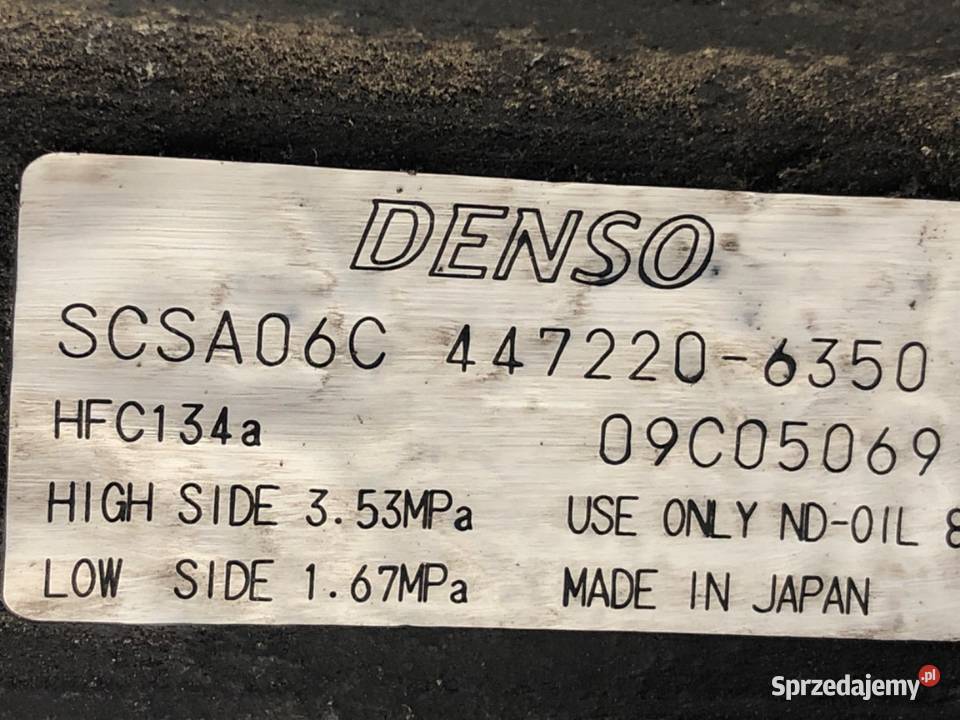 DENSO
SCSA06C 447220-6350
HFC134a 09C05069
HIGH SIDE 3.53MPa USE ONLY ND-OIL 8
LOW SIDE 1.67MPa MADE IN JAPAN
Sprzedajemy.pl